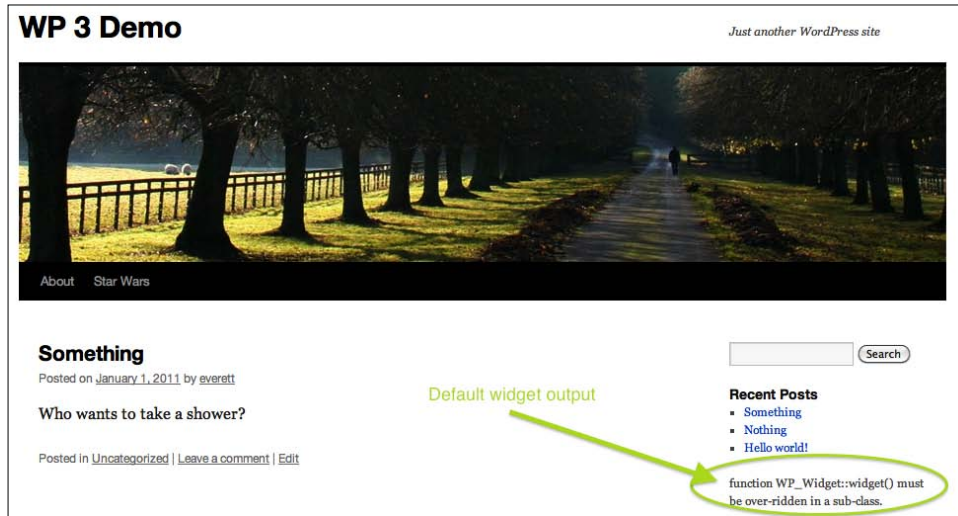 WP 3 Demo
Just another WordPress site
About Star Wars
Something
Posted on January 1, 2011 by everett
Who wants to take a shower?
Posted in Uncategorized | Leave a comment | Edit
Default widget output
Search
Recent Posts
Something
Nothing
Hello world!
function WP_Widget::widget() must
be over-ridden in a sub-class.